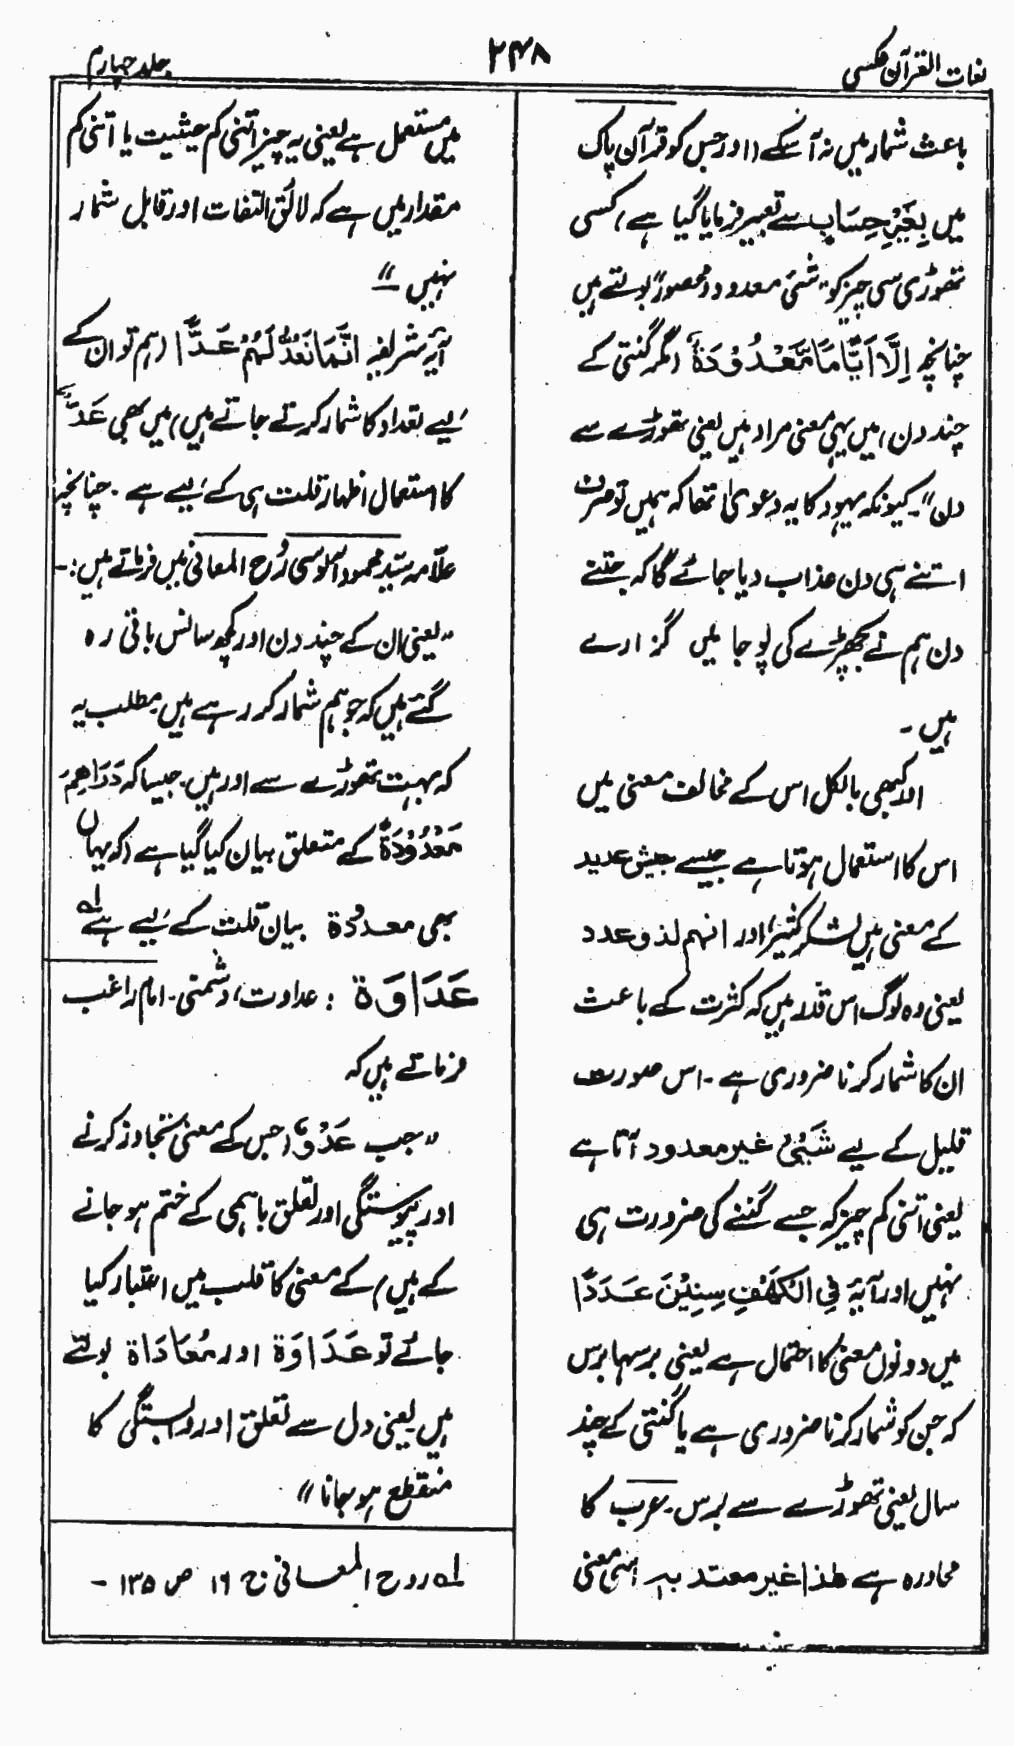 لغات القرآن عکسی
۲۴۸
جلد چہارم
باعث شمار میں نہ آ سکے (اور جس کو قرآن پاک
میں بِغَیْرِ حِسَابٍ سے تعبیر فرمایا گیا ہے، کسی
تھوڑی سی چیز کو "شئ معدود و محصور" بولتے ہیں
چنانچہ اِلَّا اَیَّامًا مَّعْدُوْدَۃً (مگر گنتی کے
چند دن) میں یہی معنی مراد ہیں یعنی تھوڑے سے
دن"۔ کیونکہ یہود کا یہ دعویٰ تھا کہ ہمیں تو صرف
اتنے ہی دن عذاب دیا جائے گا کہ جتنے
دن ہم نے بچھڑے کی پوجا میں گزارے
ہیں ۔
اور کبھی بالکل اس کے مخالف معنی میں
اس کا استعمال ہوتا ہے جیسے جیش عدید
کے معنی ہیں لشکر کثیر، اور انہم لذو عدد
یعنی وہ لوگ اس قدر ہیں کہ کثرت کے باعث
ان کا شمار کرنا ضروری ہے ۔ اس صورت
قلیل کے لیے شَیْئٌ غیر معدود آتا ہے
یعنی اتنی کم چیز کہ جسے گننے کی ضرورت ہی
نہیں اور آیۃ فِی الْکَهْفِ سِنِیْنَ عَدَدًا
میں دونوں معنی کا احتمال ہے یعنی برسہا برس
کہ جن کو شمار کرنا ضروری ہے یا گنتی کے چند
سال یعنی تھوڑے سے برس۔ عرب کا
محاورہ ہے ھذا غیر معتد بہ اسی معنی
میں مستعمل ہے یعنی یہ چیز اتنی کم حیثیت یا اتنی کم
مقدار میں ہے کہ لائق التفات اور قابل شمار
نہیں"
آیہ شریفہ اِنَّمَا نَعُدُّ لَهُمْ عَدًّا (ہم تو ان کے
لیے تعداد کا شمار کرتے جاتے ہیں) میں بھی عَدٌّ
کا استعمال اظہار قلت ہی کے لیے ہے ۔ چنانچہ
علامہ سید محمود آلوسی رُوح المعانی میں فرماتے ہیں :۔
"یعنی ان کے چند دن اور کچھ سانس باقی رہ
گئے ہیں کہ جو ہم شمار کر رہے ہیں۔ مطلب یہ
کہ بہت تھوڑے سے اور ہیں۔ جیسا کہ دَرَاهِمَ
مَعْدُوْدَۃٌ کے متعلق بیان کیا گیا ہے (کہ یہاں
بھی معدودۃ بیان قلت کے لیے ہے لہ
عَدَاوَۃ : عداوت، دشمنی۔ امام راغب
فرماتے ہیں کہ
"جب عَدْوٌ (جس کے معنی متجاوز کرنے
اور پیوستگی اور تعلق باہمی کے ختم ہو جانے
کے ہیں) کے معنی کا قلب میں اعتبار کیا
جائے تو عَدَاوَۃ اور مُعَادَاۃ بولتے
ہیں۔ یعنی دل سے تعلق اور وابستگی کا
منقطع ہو جانا"
لہ روح المعانی ج ۱۶ ص ۱۳۵ ۔